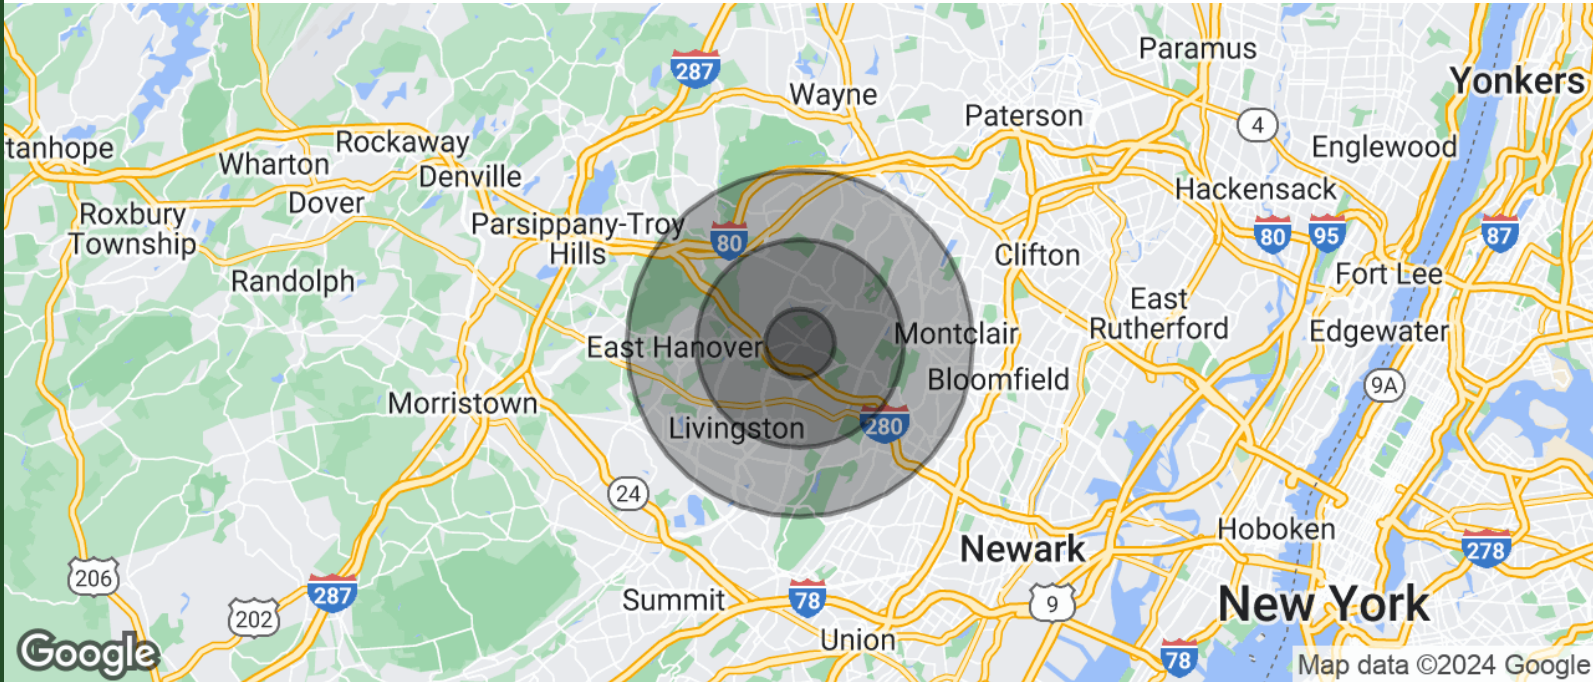 Paramus
287
Yonkers
Wayne
Paterson
4
Rockaway
tanhope
Wharton
Englewood
Denville
Hackensack
Dover
Roxbury
Township
Parsippany-Troy
Hills
80
80
95
87
Clifton
Randolph
Fort Lee
East
Rutherford
Edgewater
Montclair
East Hanover
Bloomfield
9A
Morristown
Livingston
280
24
Hoboken
Newark
278
206
287
202
Summit
78
9
New York
Union
Google
78
Map data ©2024 Google